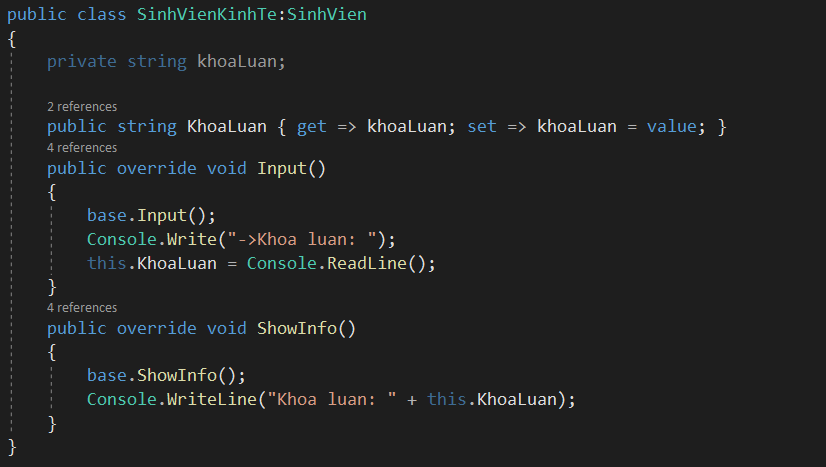 public class SinhVienKinhTe:SinhVien
{
    private string khoaLuan;

    2 references
    public string KhoaLuan { get => khoaLuan; set => khoaLuan = value; }
    4 references
    public override void Input()
    {
        base.Input();
        Console.Write("->Khoa luan: ");
        this.KhoaLuan = Console.ReadLine();
    }
    4 references
    public override void ShowInfo()
    {
        base.ShowInfo();
        Console.WriteLine("Khoa luan: " + this.KhoaLuan);
    }
}